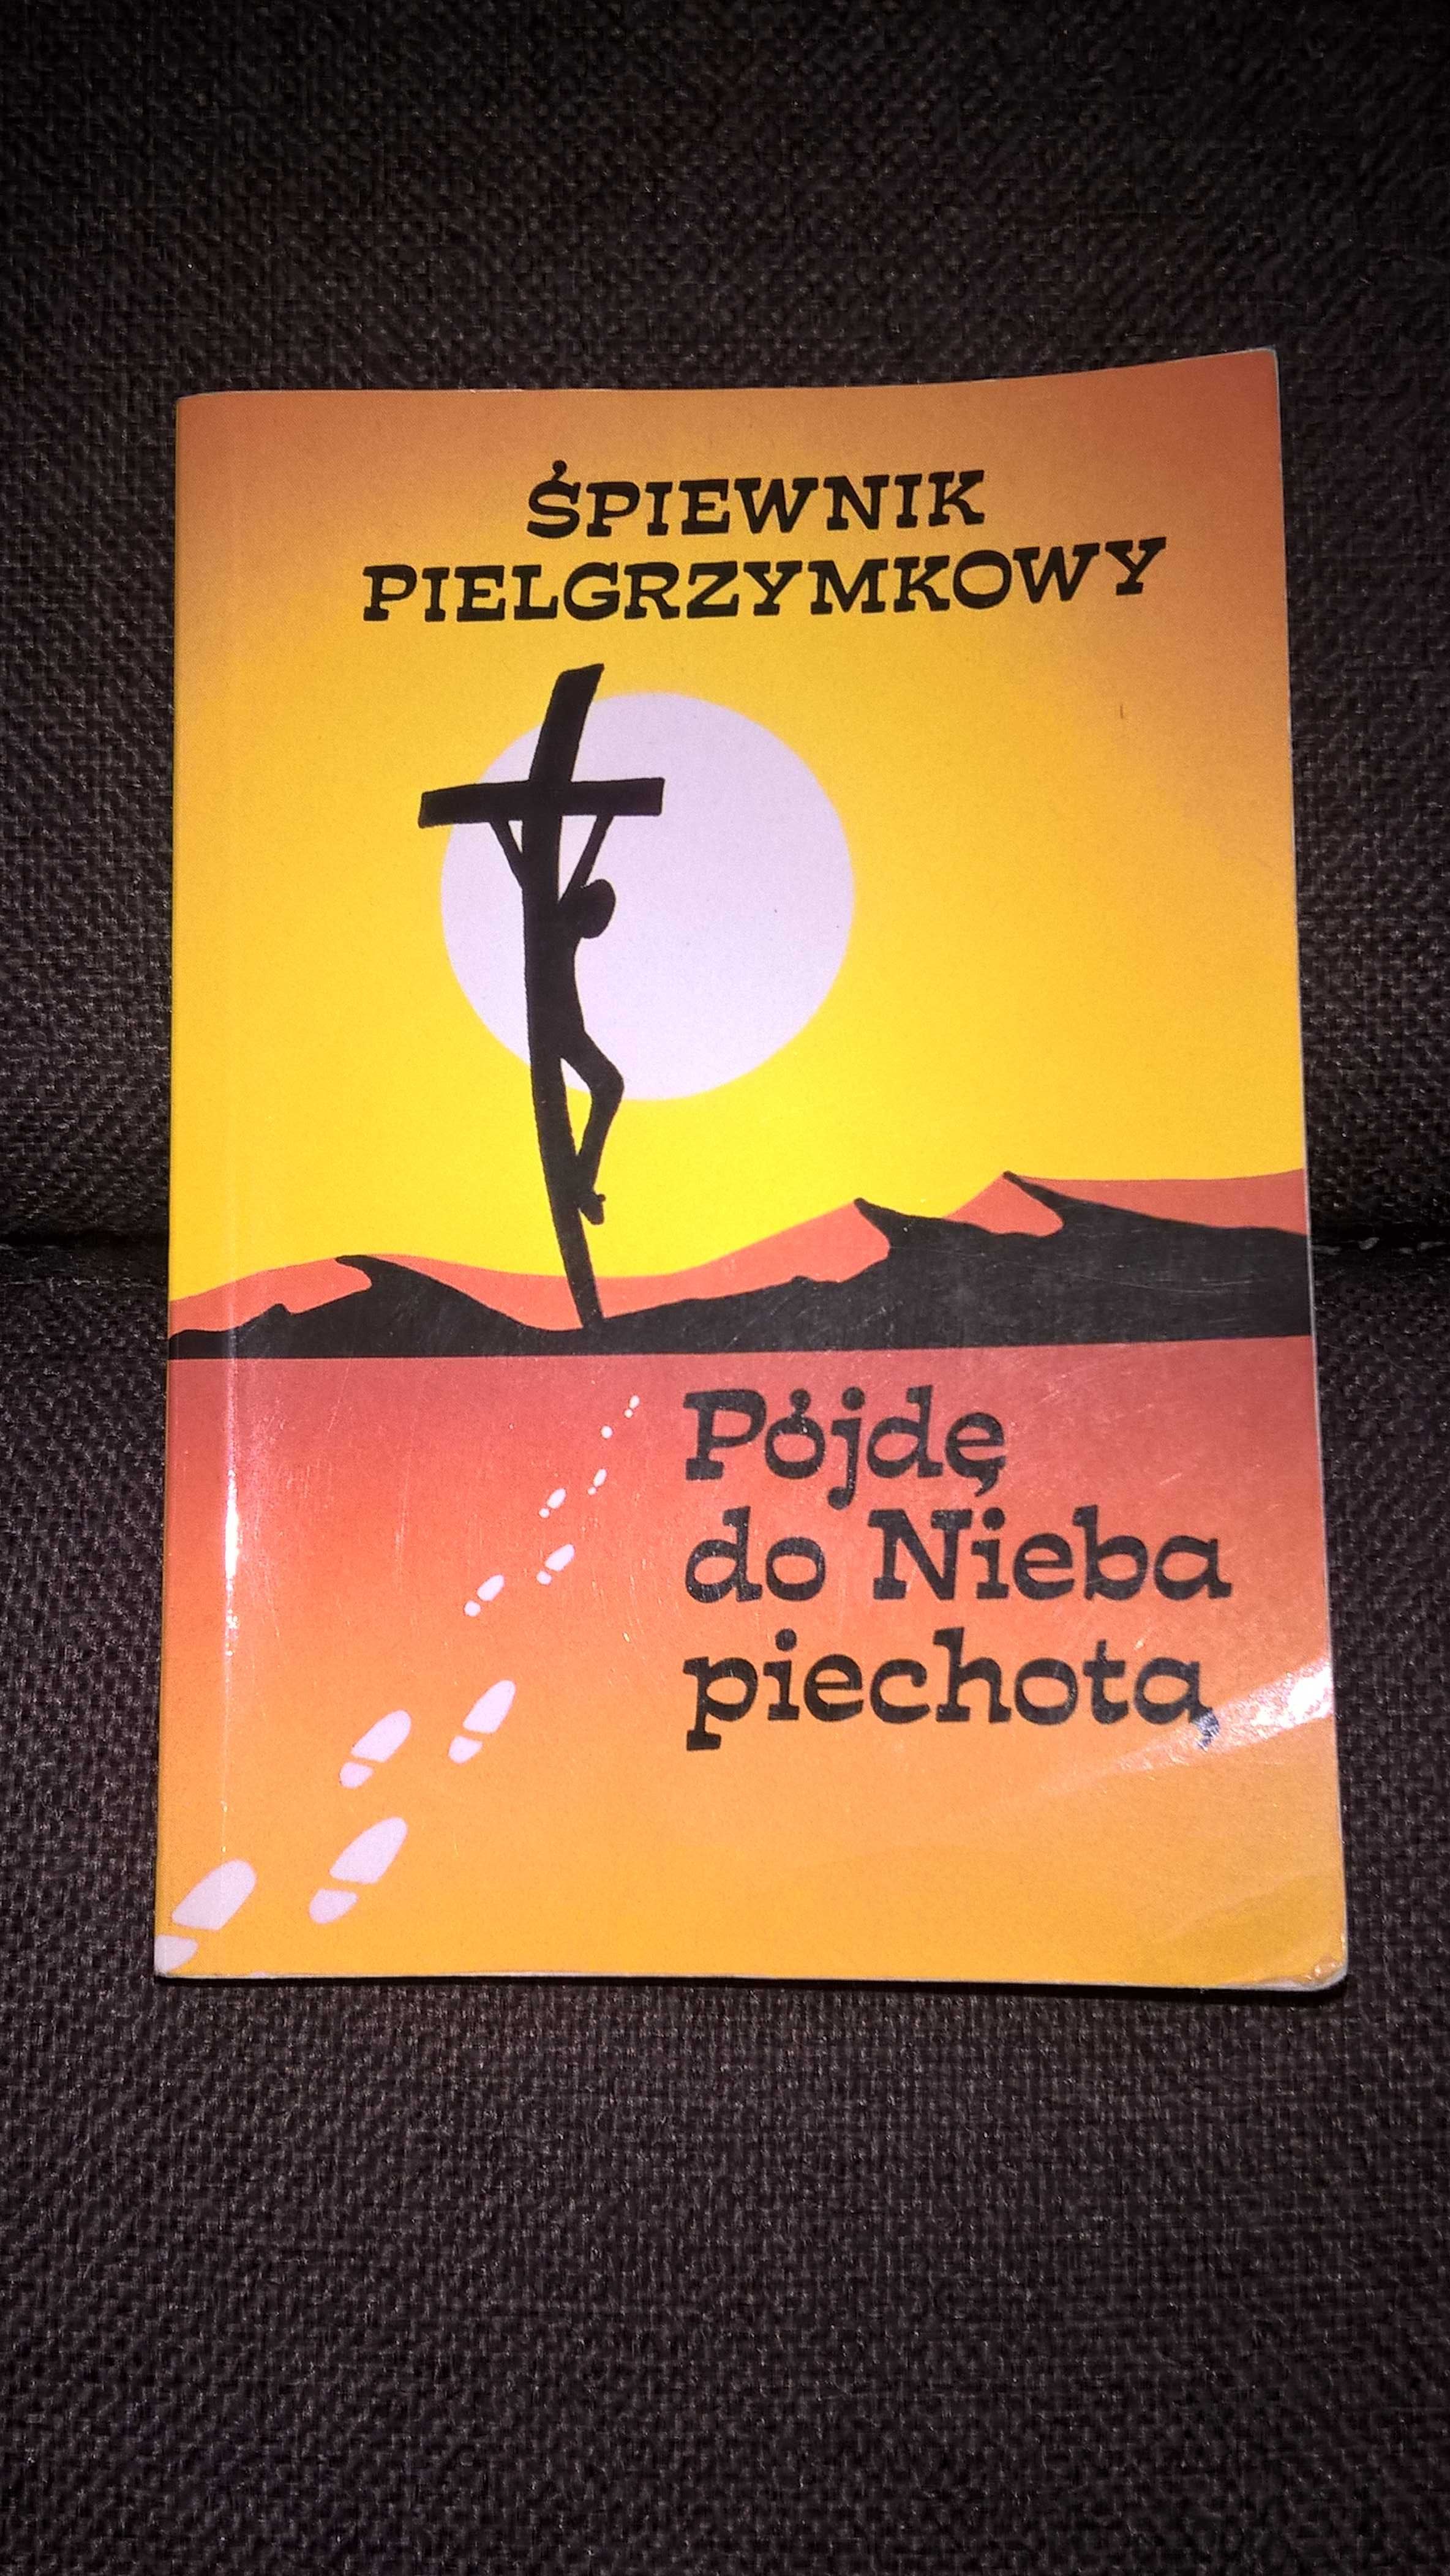 ŚPIEWNIK
PIELGRZYMKOWY
Pójdę
do Nieba
piechotą